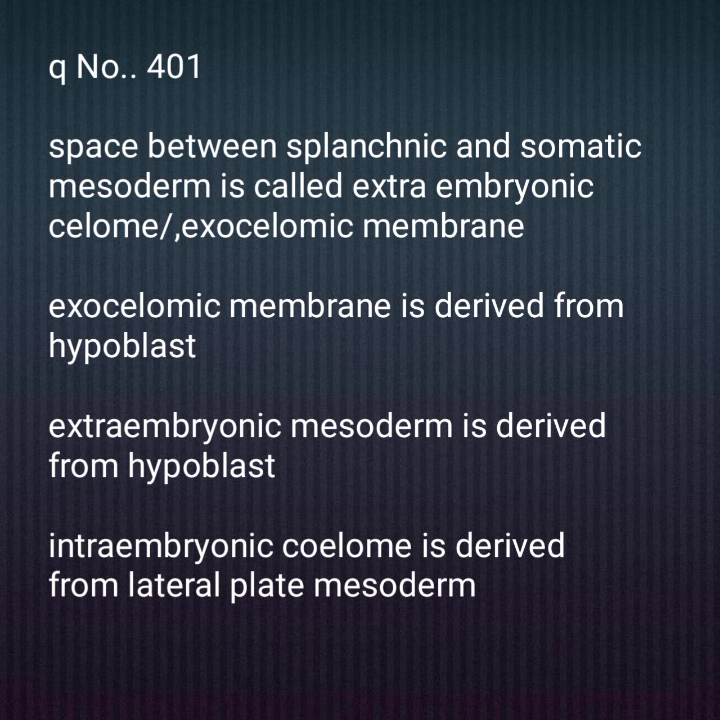 q No.. 401
space between splanchnic and somatic
mesoderm is called extra embryonic
celome/,exocelomic membrane
exocelomic membrane is derived from
hypoblast
extraembryonic mesoderm is derived
from hypoblast
intraembryonic coelome is derived
from lateral plate mesoderm